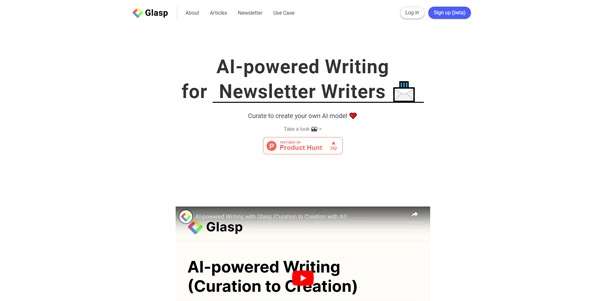 Glasp
About
Articles
Newsletter
Use Case
Log in
Sign up (beta)
AI-powered Writing
for Newsletter Writers
Curate to create your own AI model
Take a look
FEATURED ON
Product Hunt
AI-powered Writing with Glasp (Curation to Creation with AI)
Glasp
AI-powered Writing
(Curation to Creation)